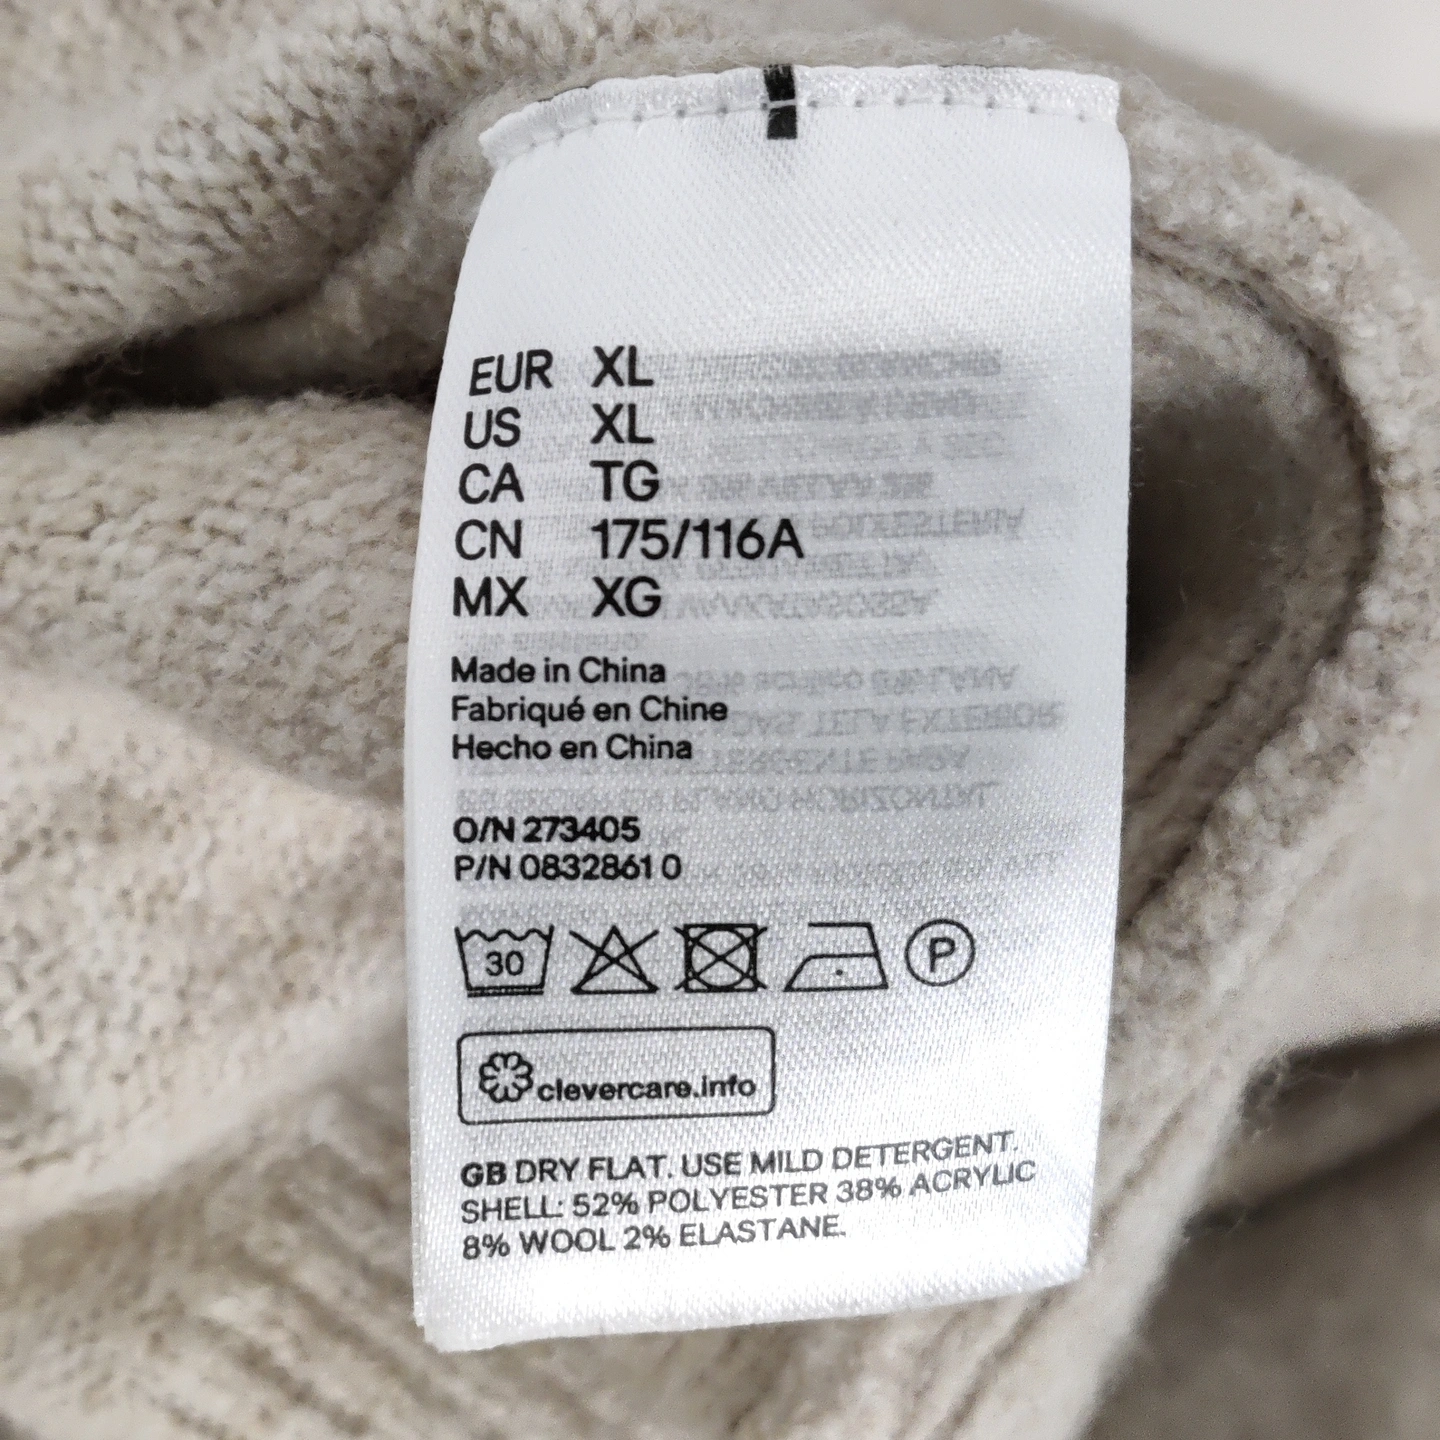 EUR XL
US XL
CA TG
CN 175/116A
MX XG
Made in China
Fabriqué en Chine
Hecho en China
O/N 273405
P/N 08328610
30
P
clevercare.info
GB DRY FLAT. USE MILD DETERGENT.
SHELL: 52% POLYESTER 38% ACRYLIC
8% WOOL 2% ELASTANE.